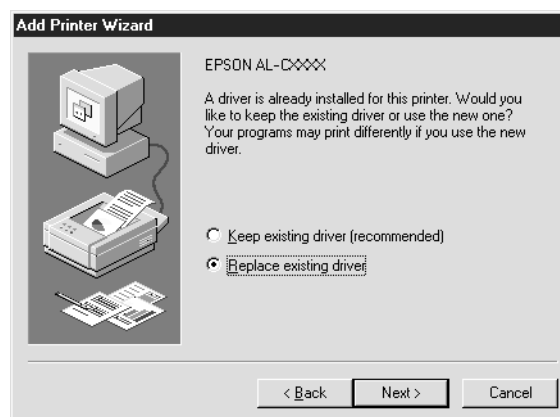 Add Printer Wizard
EPSON AL-CXXXX
A driver is already installed for this printer. Would you
like to keep the existing driver or use the new one?
Your programs may print differently if you use the new
driver.
Keep existing driver (recommended)
Replace existing driver
< Back Next > Cancel